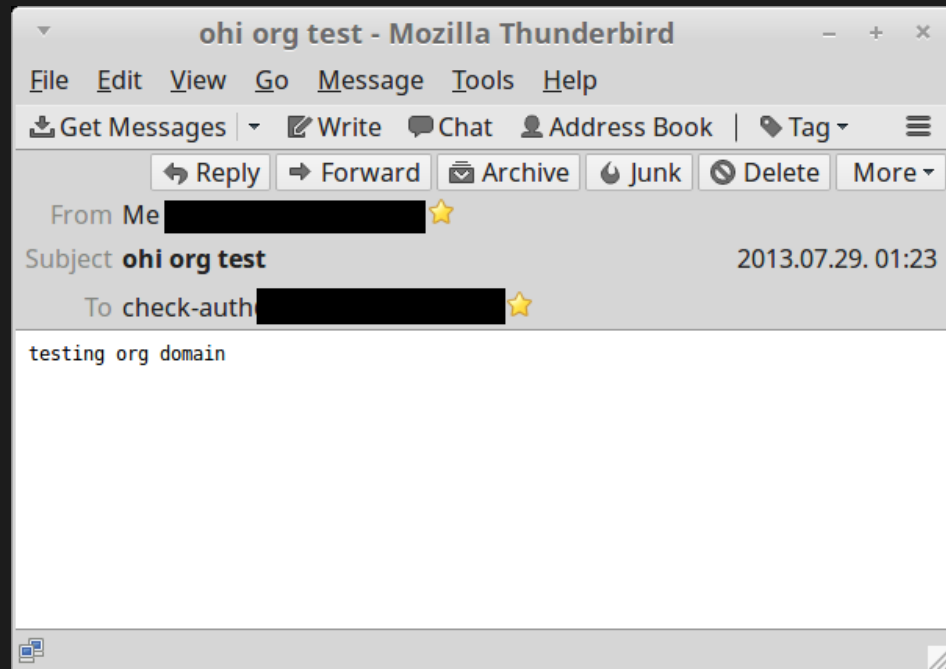 ohi org test - Mozilla Thunderbird
File Edit View Go Message Tools Help
Get Messages Write Chat Address Book Tag
Reply Forward Archive Junk Delete More
From Me
Subject ohi org test 2013.07.29. 01:23
To check-auth
testing org domain